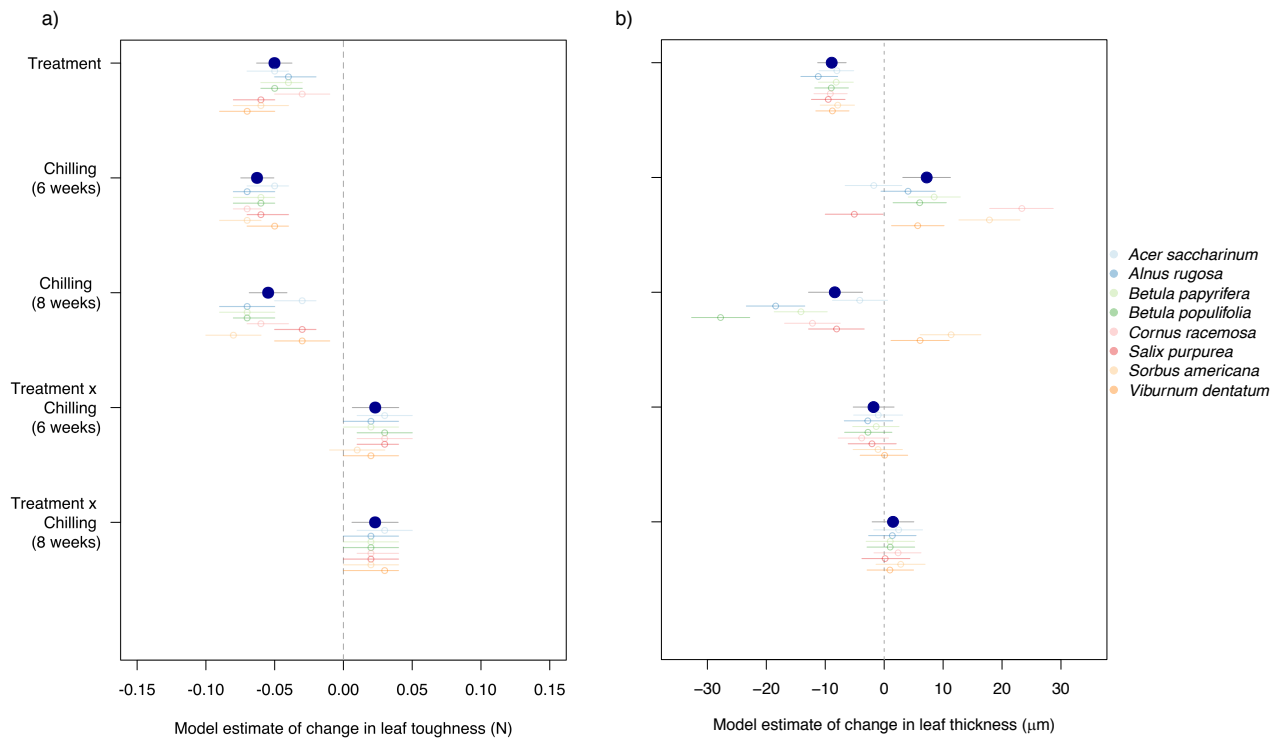 a)
Treatment
Chilling
(6 weeks)
Chilling
(8 weeks)
Treatment x
Chilling
(6 weeks)
Treatment x
Chilling
(8 weeks)
-0.15 -0.10 -0.05 0.00 0.05 0.10 0.15
Model estimate of change in leaf toughness (N)
b)
−30 −20 −10 0 10 20 30
Model estimate of change in leaf thickness (μm)
Acer saccharinum
Alnus rugosa
Betula papyrifera
Betula populifolia
Cornus racemosa
Salix purpurea
Sorbus americana
Viburnum dentatum